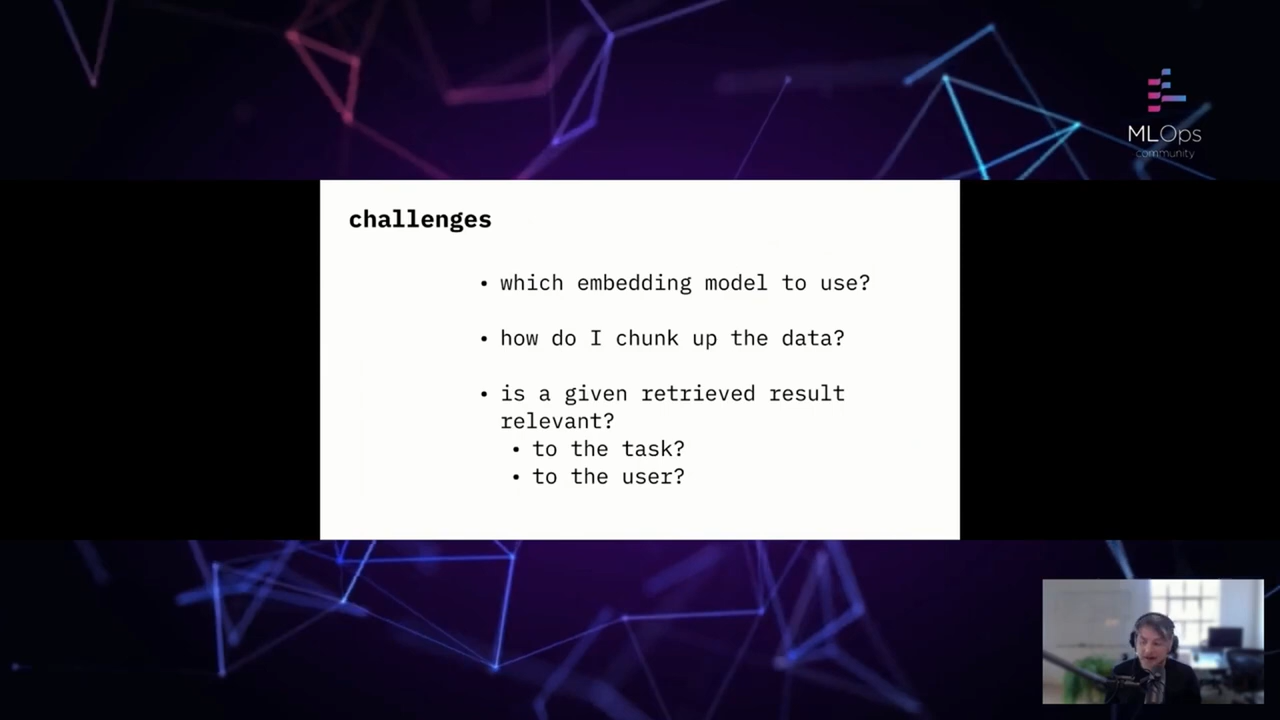 MLOps
community
challenges
• which embedding model to use?
• how do I chunk up the data?
• is a given retrieved result
relevant?
• to the task?
• to the user?